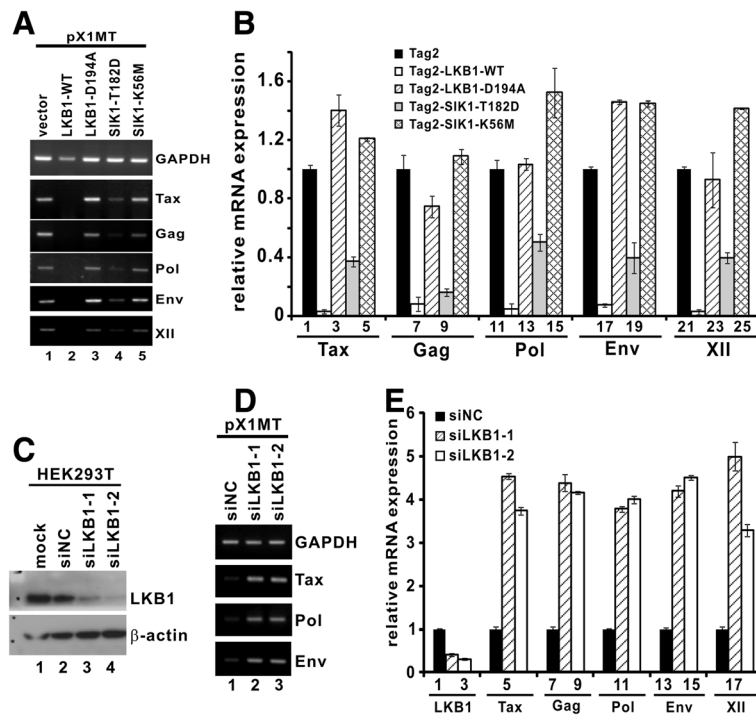 A
pX1MT
vector
LKB1-WT
LKB1-D194A
SIK1-T182D
SIK1-K56M
GAPDH
Tax
Gag
Pol
Env
XII
1 2 3 4 5
B
relative mRNA expression
1.6
1.2
0.8
0.4
0
Tag2
Tag2-LKB1-WT
Tag2-LKB1-D194A
Tag2-SIK1-T182D
Tag2-SIK1-K56M
1 3 5 7 9 11 13 15 17 19 21 23 25
Tax Gag Pol Env XII
C
HEK293T
mock
siNC
siLKB1-1
siLKB1-2
LKB1
β-actin
1 2 3 4
D
pX1MT
siNC
siLKB1-1
siLKB1-2
GAPDH
Tax
Pol
Env
1 2 3
E
relative mRNA expression
6
5
4
3
2
1
0
siNC
siLKB1-1
siLKB1-2
1 3 5 7 9 11 13 15 17
LKB1 Tax Gag Pol Env XII